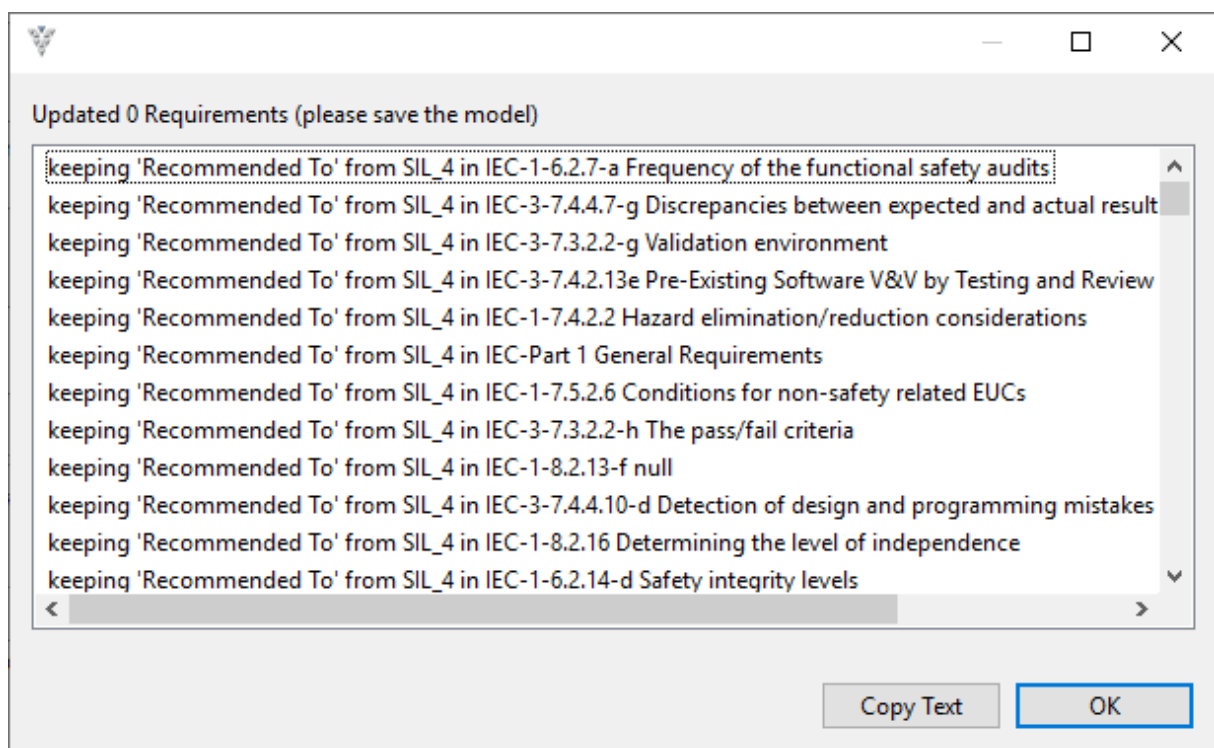 Updated 0 Requirements (please save the model)
keeping 'Recommended To' from SIL_4 in IEC-1-6.2.7-a Frequency of the functional safety audits
keeping 'Recommended To' from SIL_4 in IEC-3-7.4.4.7-g Discrepancies between expected and actual result
keeping 'Recommended To' from SIL_4 in IEC-3-7.3.2.2-g Validation environment
keeping 'Recommended To' from SIL_4 in IEC-3-7.4.2.13e Pre-Existing Software V&V by Testing and Review
keeping 'Recommended To' from SIL_4 in IEC-1-7.4.2.2 Hazard elimination/reduction considerations
keeping 'Recommended To' from SIL_4 in IEC-Part 1 General Requirements
keeping 'Recommended To' from SIL_4 in IEC-1-7.5.2.6 Conditions for non-safety related EUCs
keeping 'Recommended To' from SIL_4 in IEC-3-7.3.2.2-h The pass/fail criteria
keeping 'Recommended To' from SIL_4 in IEC-1-8.2.13-f null
keeping 'Recommended To' from SIL_4 in IEC-3-7.4.4.10-d Detection of design and programming mistakes
keeping 'Recommended To' from SIL_4 in IEC-1-8.2.16 Determining the level of independence
keeping 'Recommended To' from SIL_4 in IEC-1-6.2.14-d Safety integrity levels
Copy Text
OK